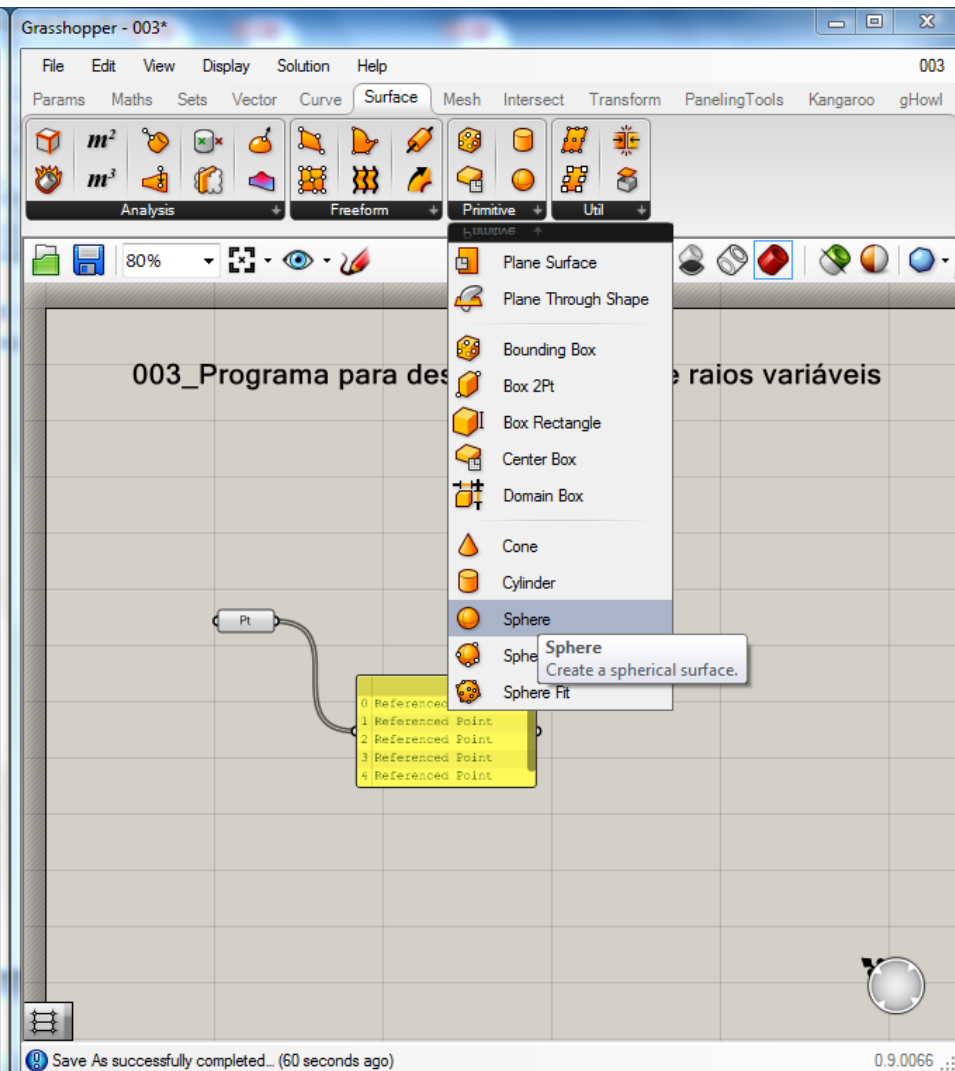 Grasshopper - 003*
File Edit View Display Solution Help 003
Params Maths Sets Vector Curve Surface Mesh Intersect Transform PanelingTools Kangaroo gHowl
m²
m³
Analysis Freeform Primitive Util
Primitive
80%
Plane Surface
Plane Through Shape
Bounding Box
Box 2Pt
Box Rectangle
Center Box
Domain Box
Cone
Cylinder
Sphere
Sphere
Create a spherical surface.
Sphere Fit
003_Programa para raios variáveis
Pt
0
1 Referenced Point
2 Referenced Point
3 Referenced Point
4 Referenced Point
Save As successfully completed... (60 seconds ago)
0.9.0066